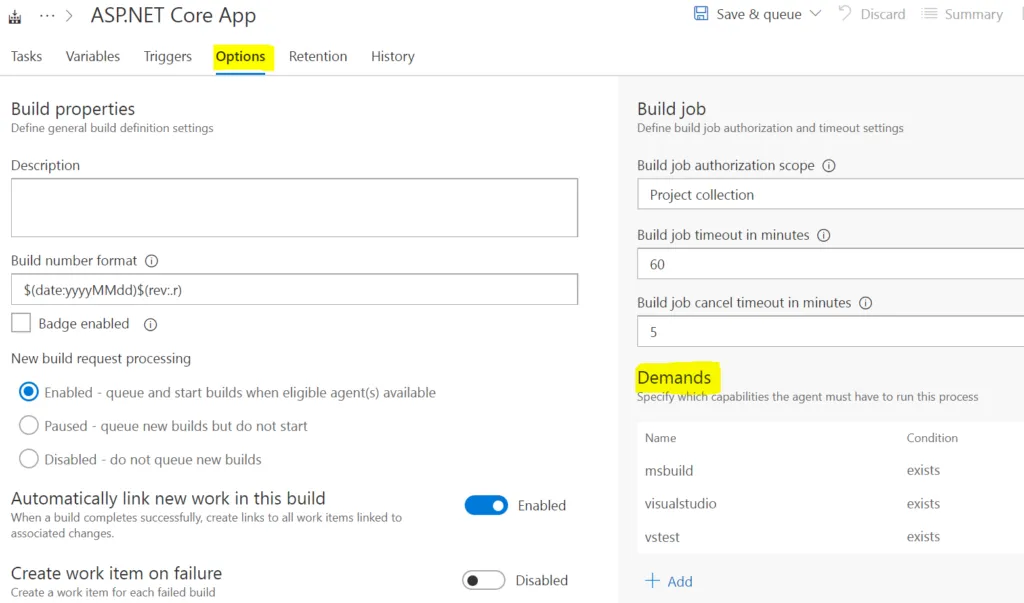 ASP.NET Core App
Save & queue
Discard
Summary
Tasks
Variables
Triggers
Options
Retention
History
Build properties
Define general build definition settings
Description
Build number format
$(date:yyyyMMdd)$(rev:.r)
Badge enabled
New build request processing
Enabled - queue and start builds when eligible agent(s) available
Paused - queue new builds but do not start
Disabled - do not queue new builds
Automatically link new work in this build
When a build completes successfully, create links to all work items linked to
associated changes.
Enabled
Create work item on failure
Create a work item for each failed build
Disabled
Build job
Define build job authorization and timeout settings
Build job authorization scope
Project collection
Build job timeout in minutes
60
Build job cancel timeout in minutes
5
Demands
Specify which capabilities the agent must have to run this process
Name Condition
msbuild exists
visualstudio exists
vstest exists
+ Add